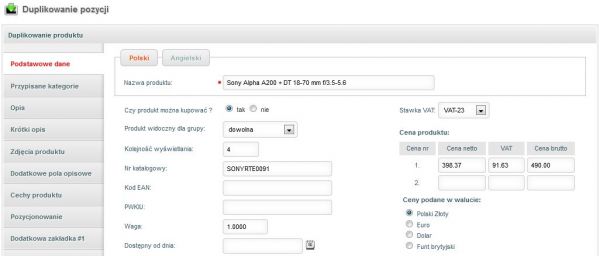 Duplikowanie pozycji
Duplikowanie produktu
Podstawowe dane
Przypisane kategorie
Opis
Krótki opis
Zdjęcia produktu
Dodatkowe pola opisowe
Cechy produktu
Pozycjonowanie
Dodatkowa zakładka #1
Polski Angielski
Nazwa produktu: Sony Alpha A200 + DT 18-70 mm f/3.5-5.6
Czy produkt można kupować ? tak nie
Produkt widoczny dla grupy: dowolna
Kolejność wyświetlania: 4
Nr katalogowy: SONYRTE0091
Kod EAN:
PWKIU:
Waga: 1.0000
Dostępny od dnia:
Stawka VAT: VAT-23
Cena produktu:
Cena nr Cena netto VAT Cena brutto
1. 398.37 91.63 490.00
2.
Ceny podane w walucie:
Polski Złoty
Euro
Dolar
Funt brytyjski